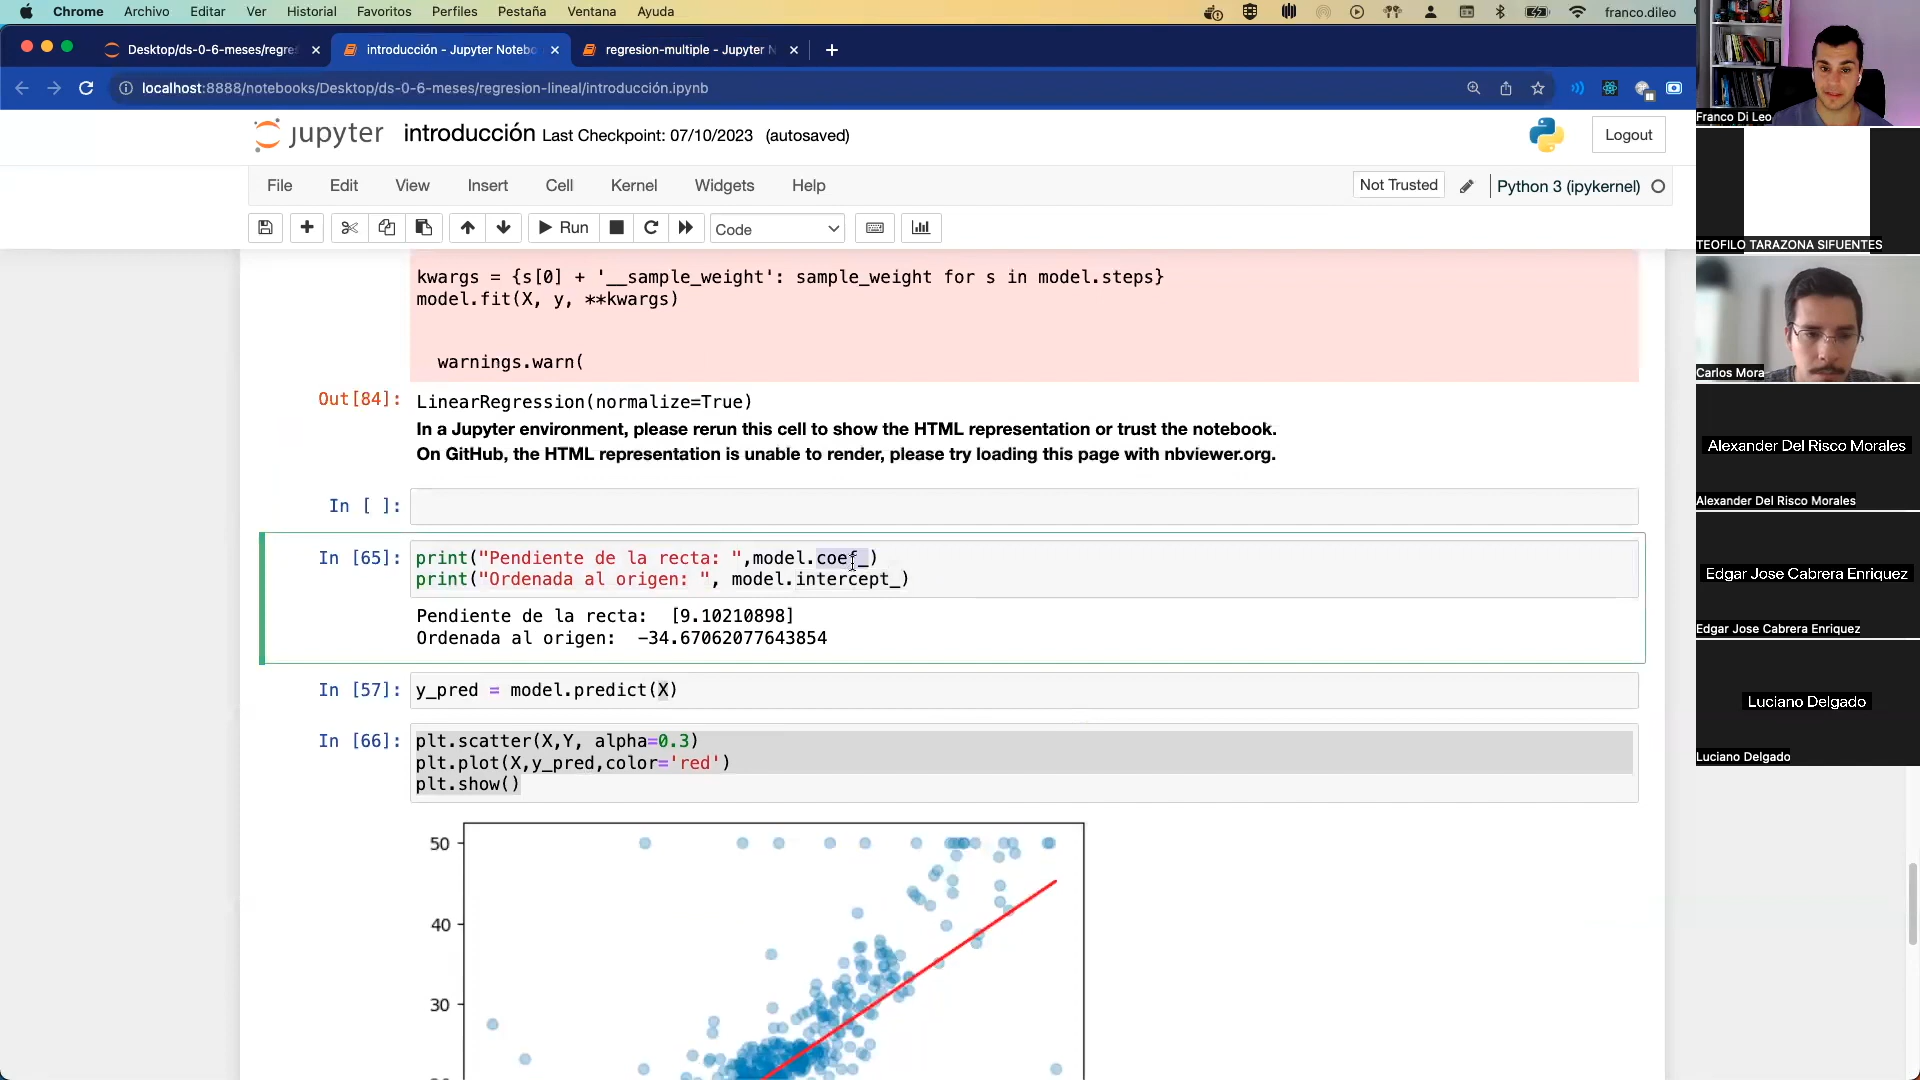 Chrome Archivo Editar Ver Historial Favoritos Perfiles Pestaña Ventana Ayuda franco.dileo
Desktop/ds-0-6-meses/regre introducción - Jupyter Notebo regresion-multiple - Jupyter N
localhost:8888/notebooks/Desktop/ds-0-6-meses/regresion-lineal/introducción.ipynb
jupyter introducción Last Checkpoint: 07/10/2023 (autosaved) Logout
File Edit View Insert Cell Kernel Widgets Help Not Trusted Python 3 (ipykernel)
Run Code
kwargs = {s[0] + '__sample_weight': sample_weight for s in model.steps}
model.fit(X, y, **kwargs)
warnings.warn(
Out[84]: LinearRegression(normalize=True)
In a Jupyter environment, please rerun this cell to show the HTML representation or trust the notebook.
On GitHub, the HTML representation is unable to render, please try loading this page with nbviewer.org.
In [ ]:
In [65]: print("Pendiente de la recta: ",model.coef_)
print("Ordenada al origen: ", model.intercept_)
Pendiente de la recta:  [9.10210898]
Ordenada al origen:  -34.67062077643854
In [57]: y_pred = model.predict(X)
In [66]: plt.scatter(X,Y, alpha=0.3)
plt.plot(X,y_pred,color='red')
plt.show()
50
40
30
Franco Di Leo
TEOFILO TARAZONA SIFUENTES
Carlos Mora
Alexander Del Risco Morales
Alexander Del Risco Morales
Edgar Jose Cabrera Enriquez
Edgar Jose Cabrera Enriquez
Luciano Delgado
Luciano Delgado